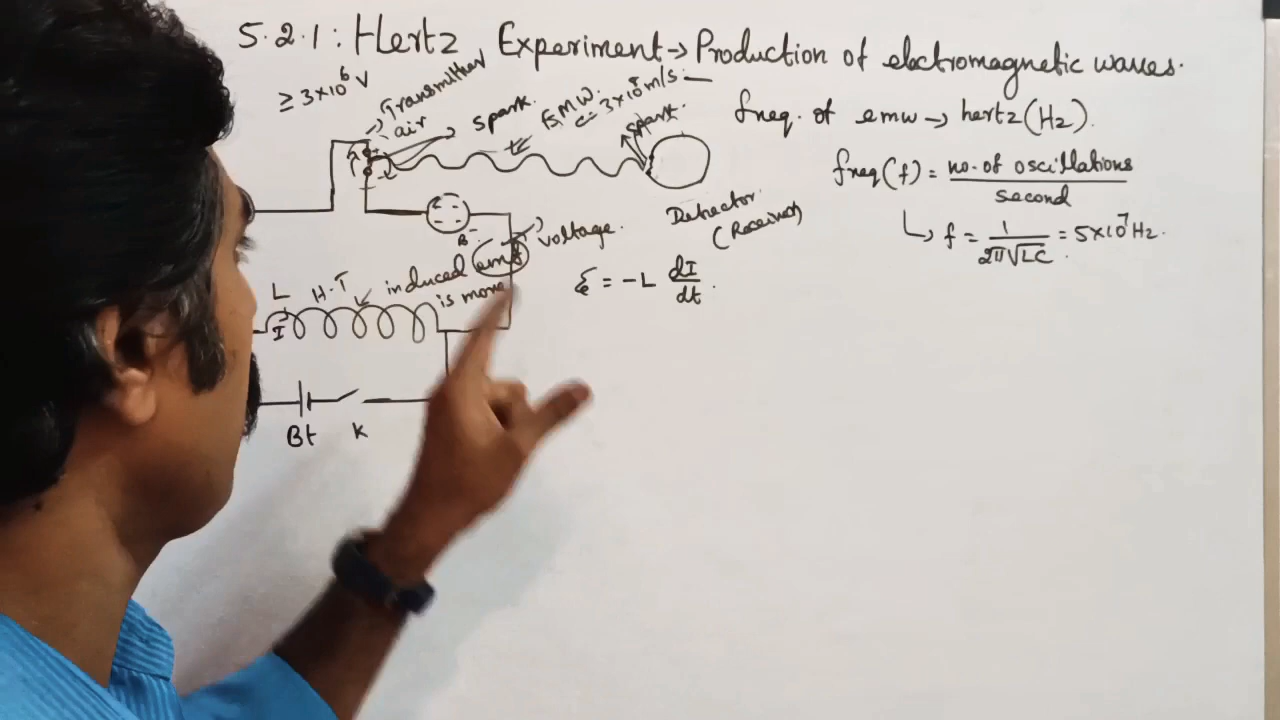 5.2.1: Hertz Experiment → Production of electromagnetic waves.
≥ 3×10⁶ V
Transmitter
air
spark.
EMW.
3×10⁸ m/s.
spark.
freq. of emw → hertz (Hz).
freq (f) = no. of oscillations / second
f = 1 / 2π√LC = 5×10⁷ Hz.
Detector
(Receiver)
+
-
B⁻
voltage.
induced emf
is more
ξ = -L dI/dt.
L
H.T
I
Bt
K